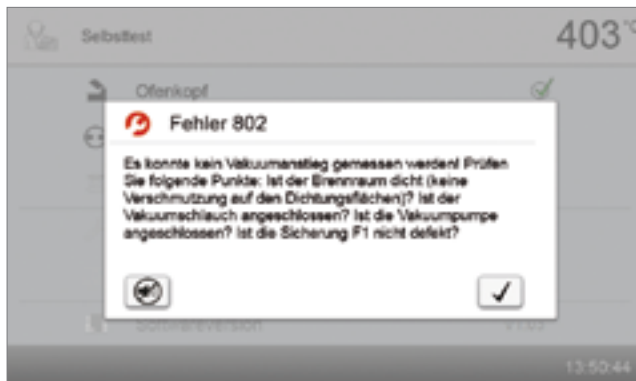 Selbsttest
403 °C
Ofenkopf
Fehler 802
Es konnte kein Vakuumanstieg gemessen werden! Prüfen
Sie folgende Punkte: Ist der Brennraum dicht (keine
Verschmutzung auf den Dichtungsflächen)? Ist der
Vakuumschlauch angeschlossen? Ist die Vakuumpumpe
angeschlossen? Ist die Sicherung F1 nicht defekt?
Softwareversion
13:50:44